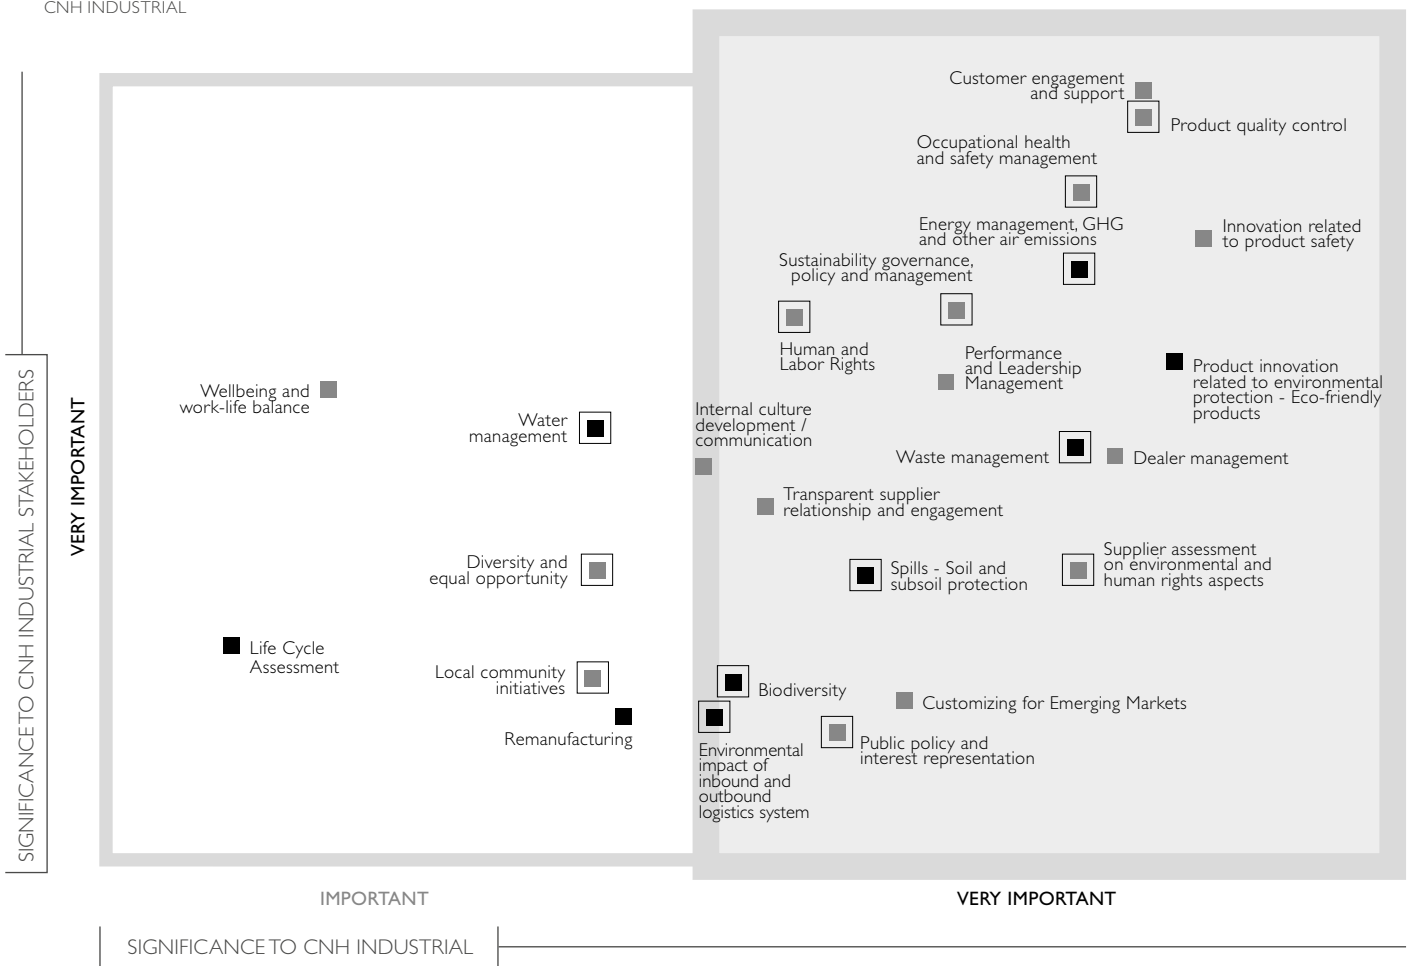 CNH INDUSTRIAL
Customer engagement
and support
Product quality control
Occupational health
and safety management
Energy management, GHG
and other air emissions
Innovation related
to product safety
Sustainability governance,
policy and management
Human and
Labor Rights
Performance
and Leadership
Management
Product innovation
related to environmental
protection - Eco-friendly
products
Wellbeing and
work-life balance
Water
management
Internal culture
development /
communication
Waste management
Dealer management
Transparent supplier
relationship and engagement
Diversity and
equal opportunity
Spills - Soil and
subsoil protection
Supplier assessment
on environmental and
human rights aspects
Life Cycle
Assessment
Local community
initiatives
Remanufacturing
Biodiversity
Customizing for Emerging Markets
Environmental
impact of
inbound and
outbound
logistics system
Public policy and
interest representation
SIGNIFICANCE TO CNH INDUSTRIAL STAKEHOLDERS
VERY IMPORTANT
IMPORTANT
VERY IMPORTANT
SIGNIFICANCE TO CNH INDUSTRIAL